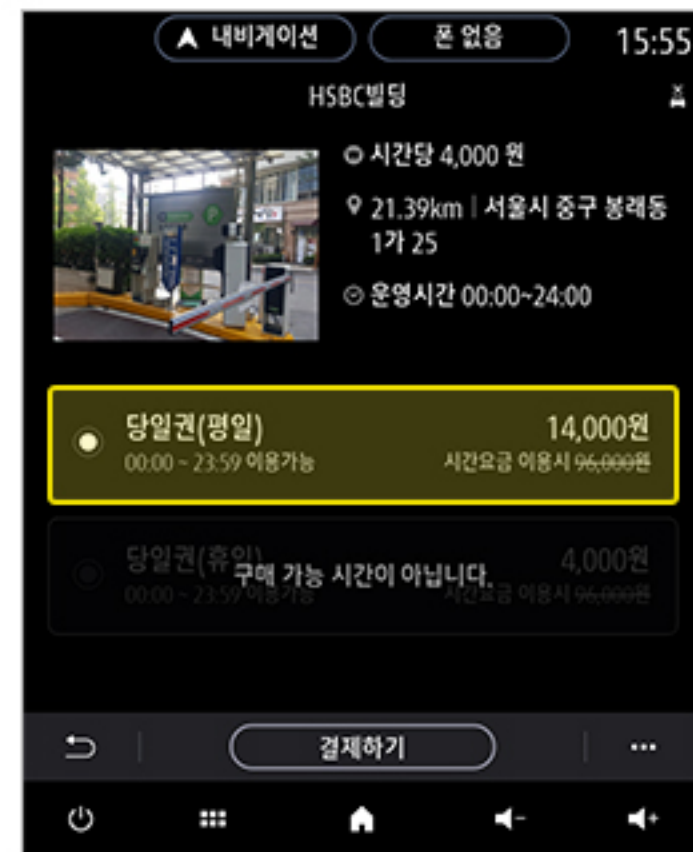 내비게이션
폰 없음
15:55
HSBC빌딩
시간당 4,000 원
21.39km | 서울시 중구 봉래동
1가 25
운영시간 00:00~24:00
당일권(평일)
14,000원
00:00 ~ 23:59 이용가능
시간요금 이용시 96,000원
당일권(휴일)
4,000원
구매 가능 시간이 아닙니다.
00:00 ~ 23:59 이용가능
시간요금 이용시 96,000원
결제하기